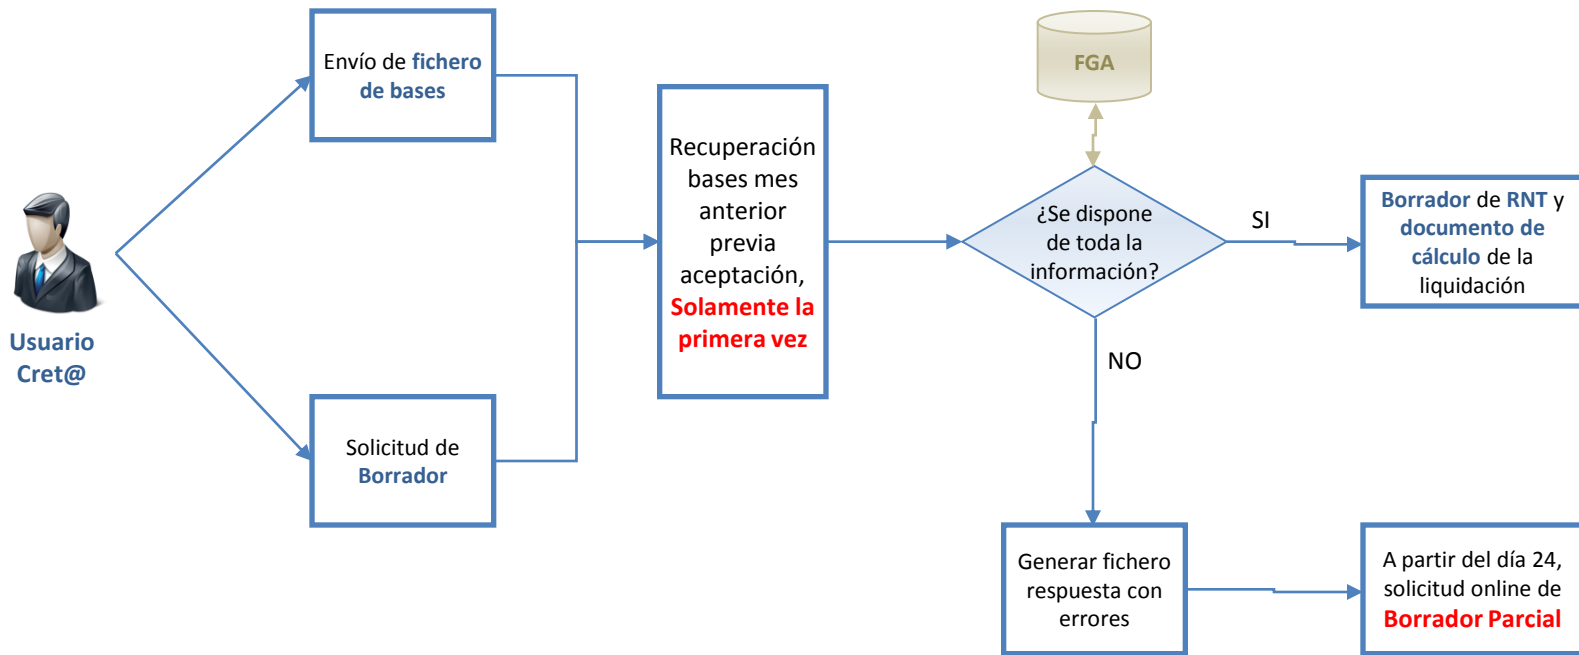 Usuario
Cret@
Envío de fichero
de bases
Solicitud de
Borrador
Recuperación
bases mes
anterior
previa
aceptación,
Solamente la
primera vez
FGA
¿Se dispone
de toda la
información?
SI
NO
Borrador de RNT y
documento de
cálculo de la
liquidación
Generar fichero
respuesta con
errores
A partir del día 24,
solicitud online de
Borrador Parcial